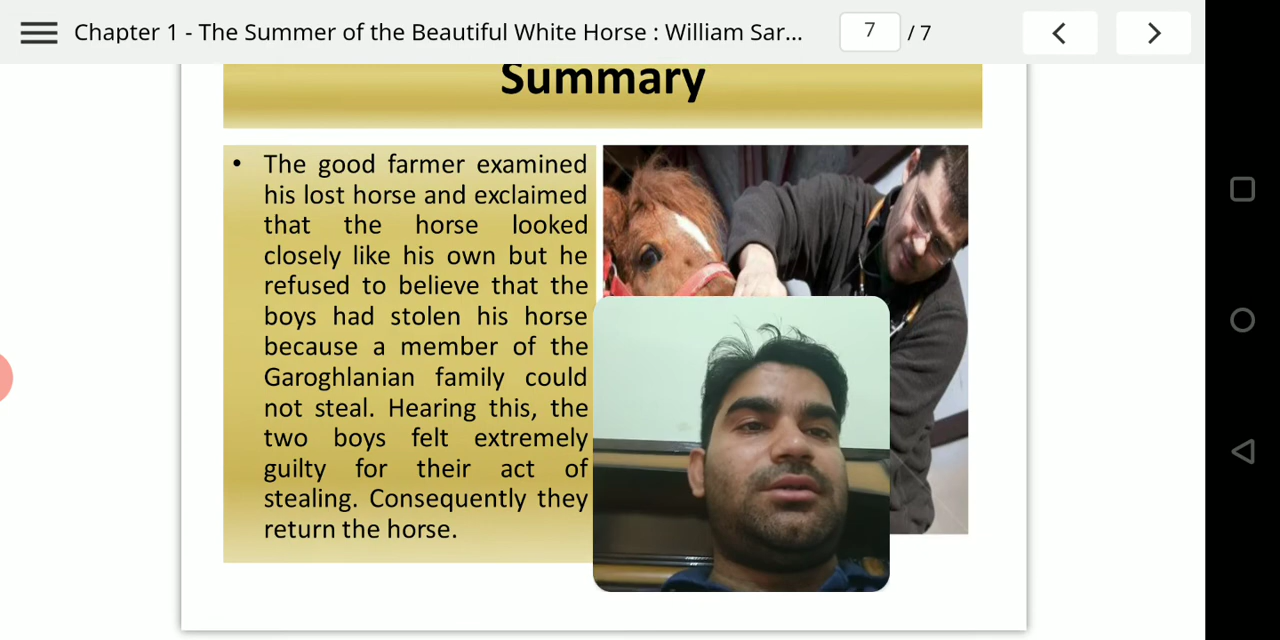 Chapter 1 - The Summer of the Beautiful White Horse : William Sar...
7 / 7
Summary
• The good farmer examined
his lost horse and exclaimed
that the horse looked
closely like his own but he
refused to believe that the
boys had stolen his horse
because a member of the
Garoghlanian family could
not steal. Hearing this, the
two boys felt extremely
guilty for their act of
stealing. Consequently they
return the horse.